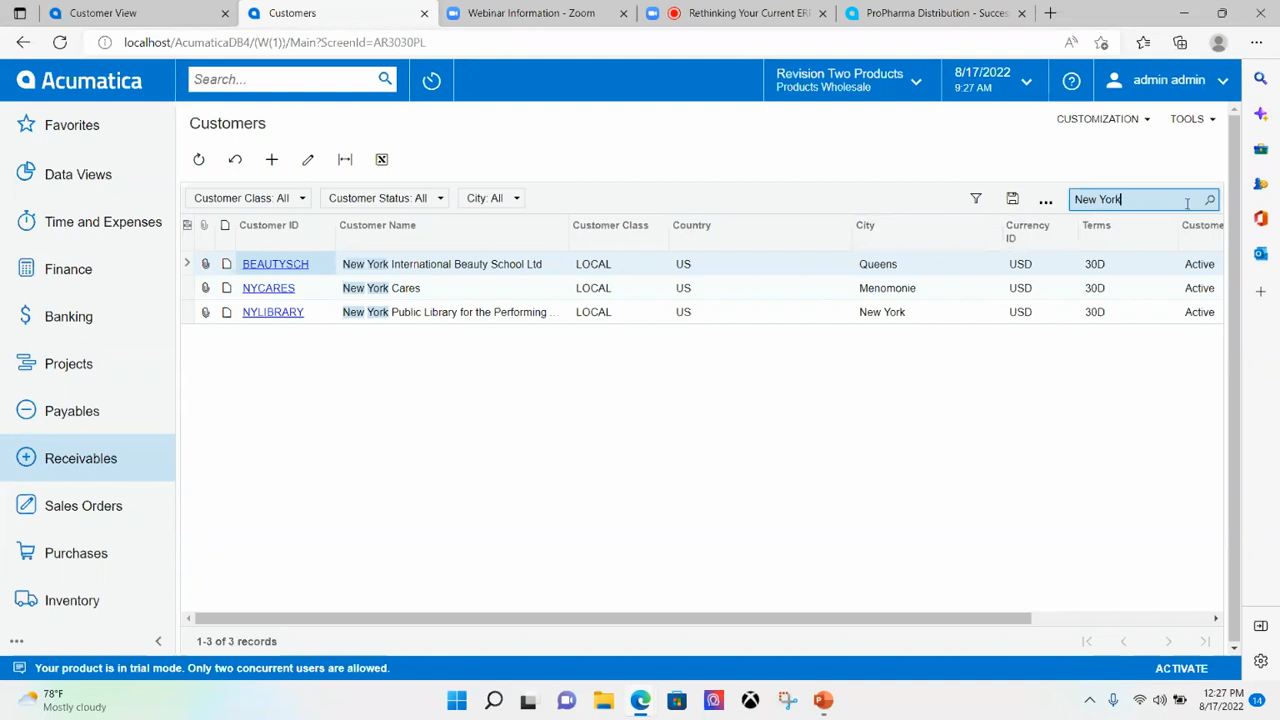 Customer View
Customers
Webinar Information - Zoom
Rethinking Your Current ER
ProPharma Distribution - Succes
localhost/AcumaticaDB4/(W(1))/Main?ScreenId=AR3030PL
Acumatica
Search...
Revision Two Products
Products Wholesale
8/17/2022
9:27 AM
admin admin
Favorites
Data Views
Time and Expenses
Finance
Banking
Projects
Payables
Receivables
Sales Orders
Purchases
Inventory
Customers
CUSTOMIZATION
TOOLS
Customer Class: All
Customer Status: All
City: All
New York
Customer ID Customer Name Customer Class Country City Currency ID Terms Custome
BEAUTYSCH New York International Beauty School Ltd LOCAL US Queens USD 30D Active
NYCARES New York Cares LOCAL US Menomonie USD 30D Active
NYLIBRARY New York Public Library for the Performing ... LOCAL US New York USD 30D Active
1-3 of 3 records
Your product is in trial mode. Only two concurrent users are allowed.
ACTIVATE
78°F
Mostly cloudy
12:27 PM
8/17/2022
14